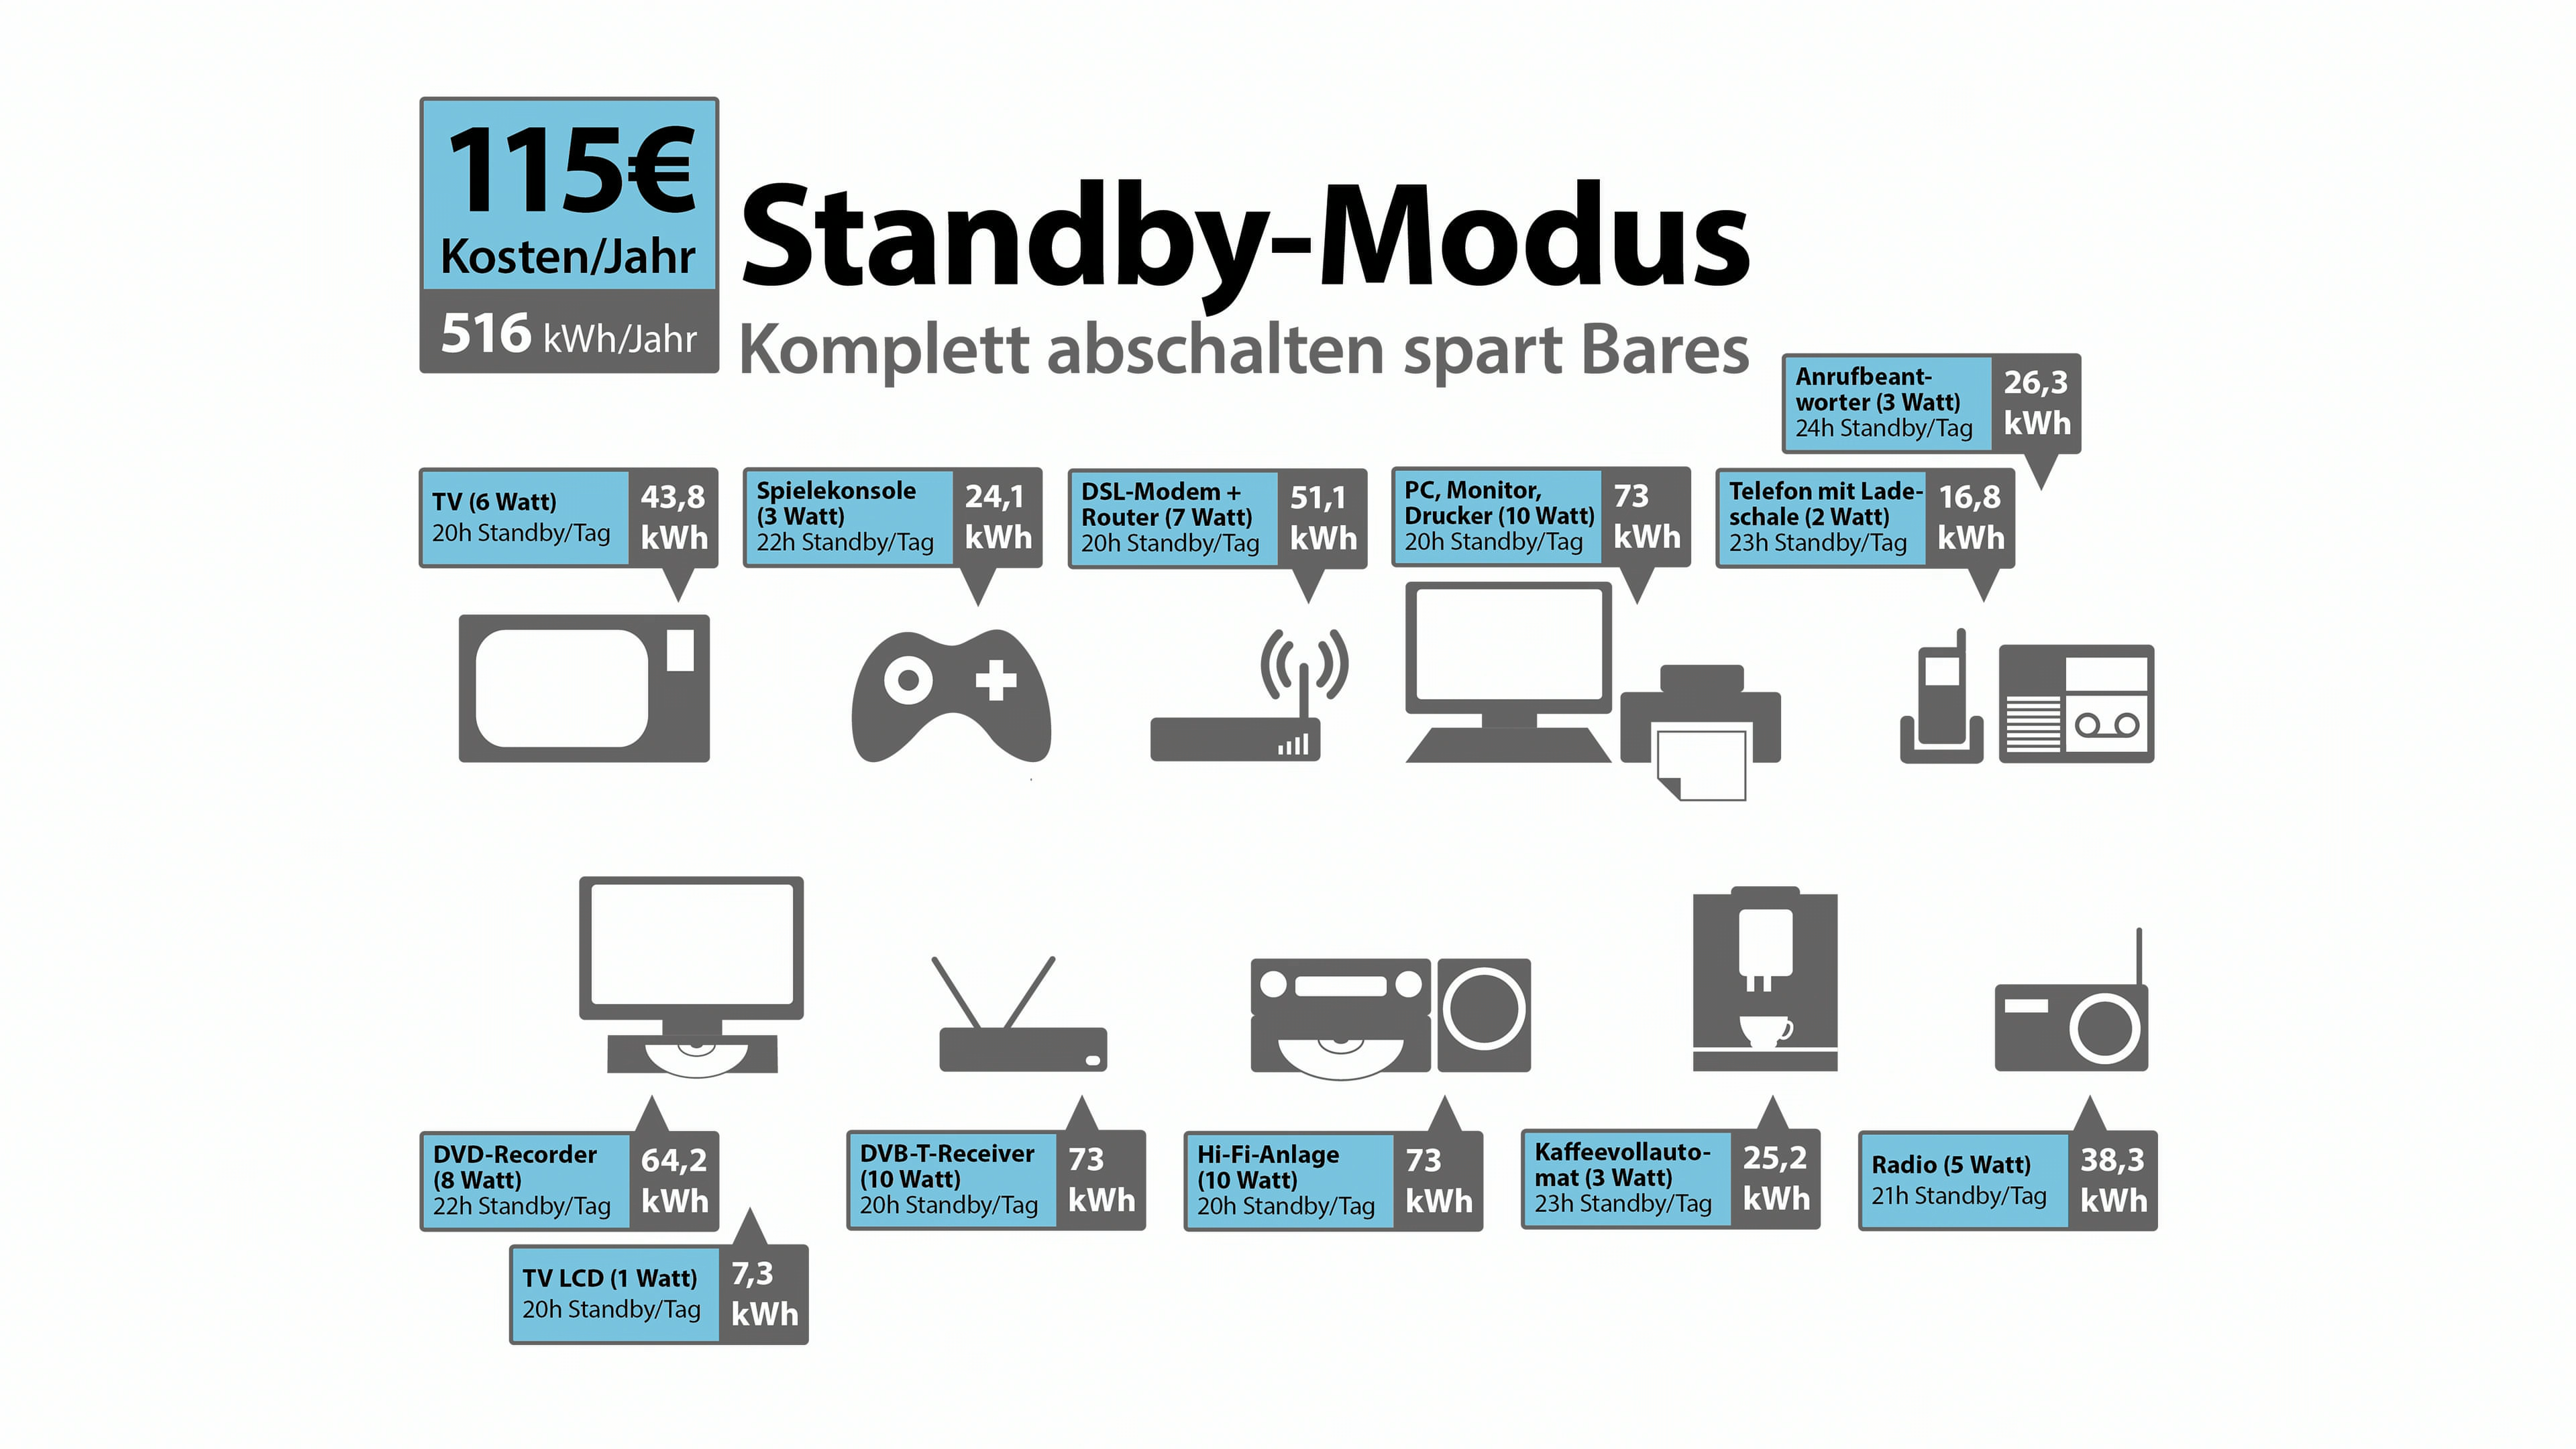 115€
Kosten/Jahr
516 kWh/Jahr
Standby-Modus
Komplett abschalten spart Bares
Anrufbeant-
worter (3 Watt)
24h Standby/Tag
26,3
kWh
TV (6 Watt)
20h Standby/Tag
43,8
kWh
Spielekonsole
(3 Watt)
22h Standby/Tag
24,1
kWh
DSL-Modem +
Router (7 Watt)
20h Standby/Tag
51,1
kWh
PC, Monitor,
Drucker (10 Watt)
20h Standby/Tag
73
kWh
Telefon mit Lade-
schale (2 Watt)
23h Standby/Tag
16,8
kWh
DVD-Recorder
(8 Watt)
22h Standby/Tag
64,2
kWh
TV LCD (1 Watt)
20h Standby/Tag
7,3
kWh
DVB-T-Receiver
(10 Watt)
20h Standby/Tag
73
kWh
Hi-Fi-Anlage
(10 Watt)
20h Standby/Tag
73
kWh
Kaffeevollauto-
mat (3 Watt)
23h Standby/Tag
25,2
kWh
Radio (5 Watt)
21h Standby/Tag
38,3
kWh